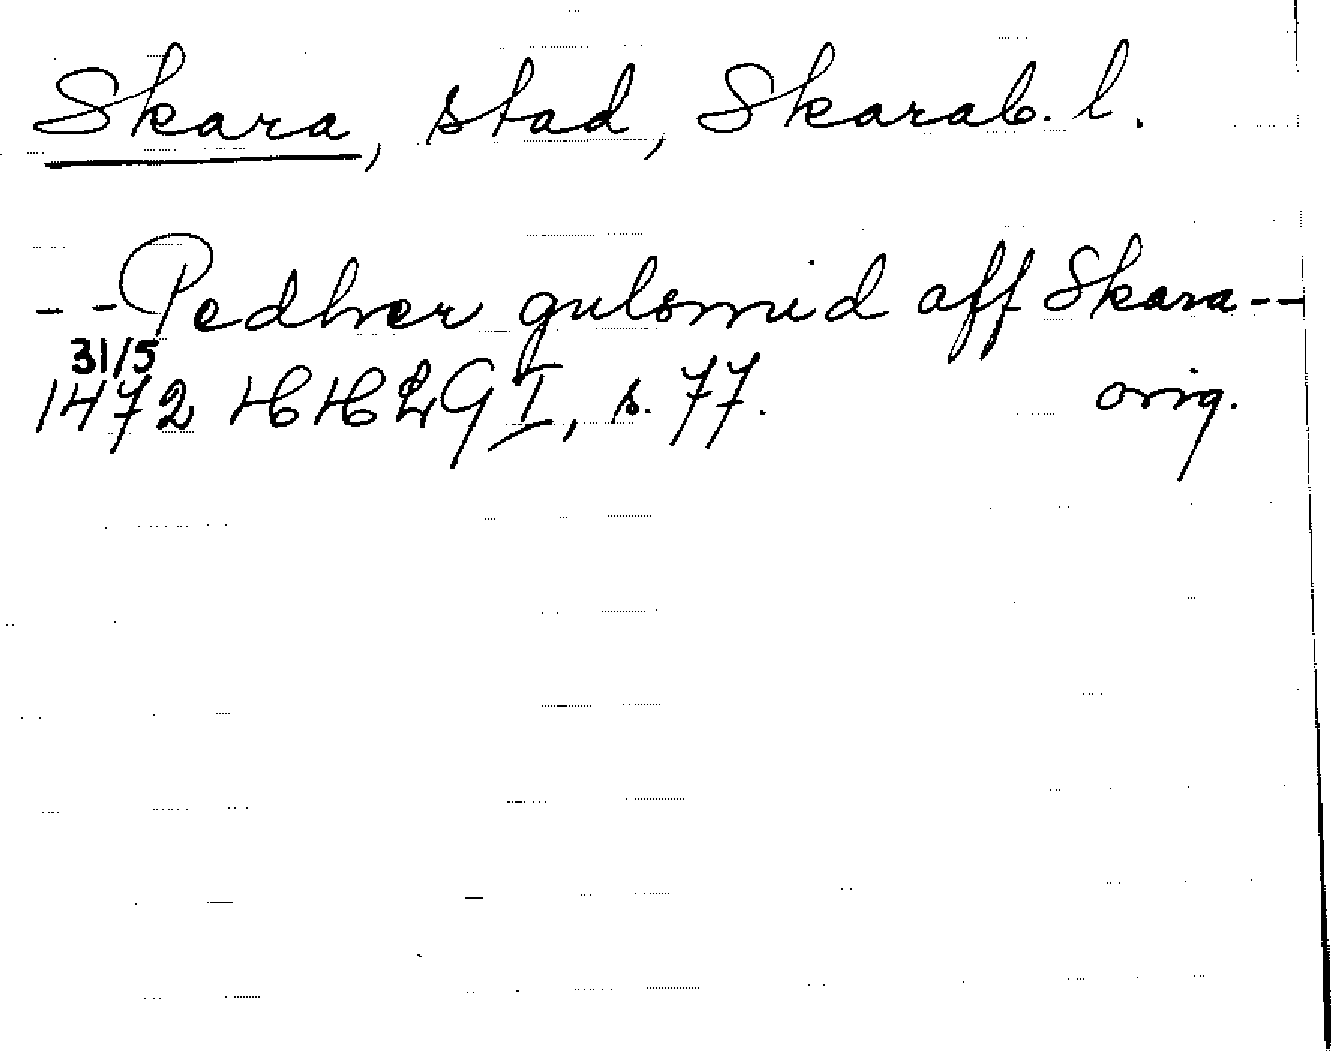 Skara, stad, Skarab. l.
- - Pedher gulsmid aff Skara - -
31/5
1472 HHLG I, s. 77. orig.